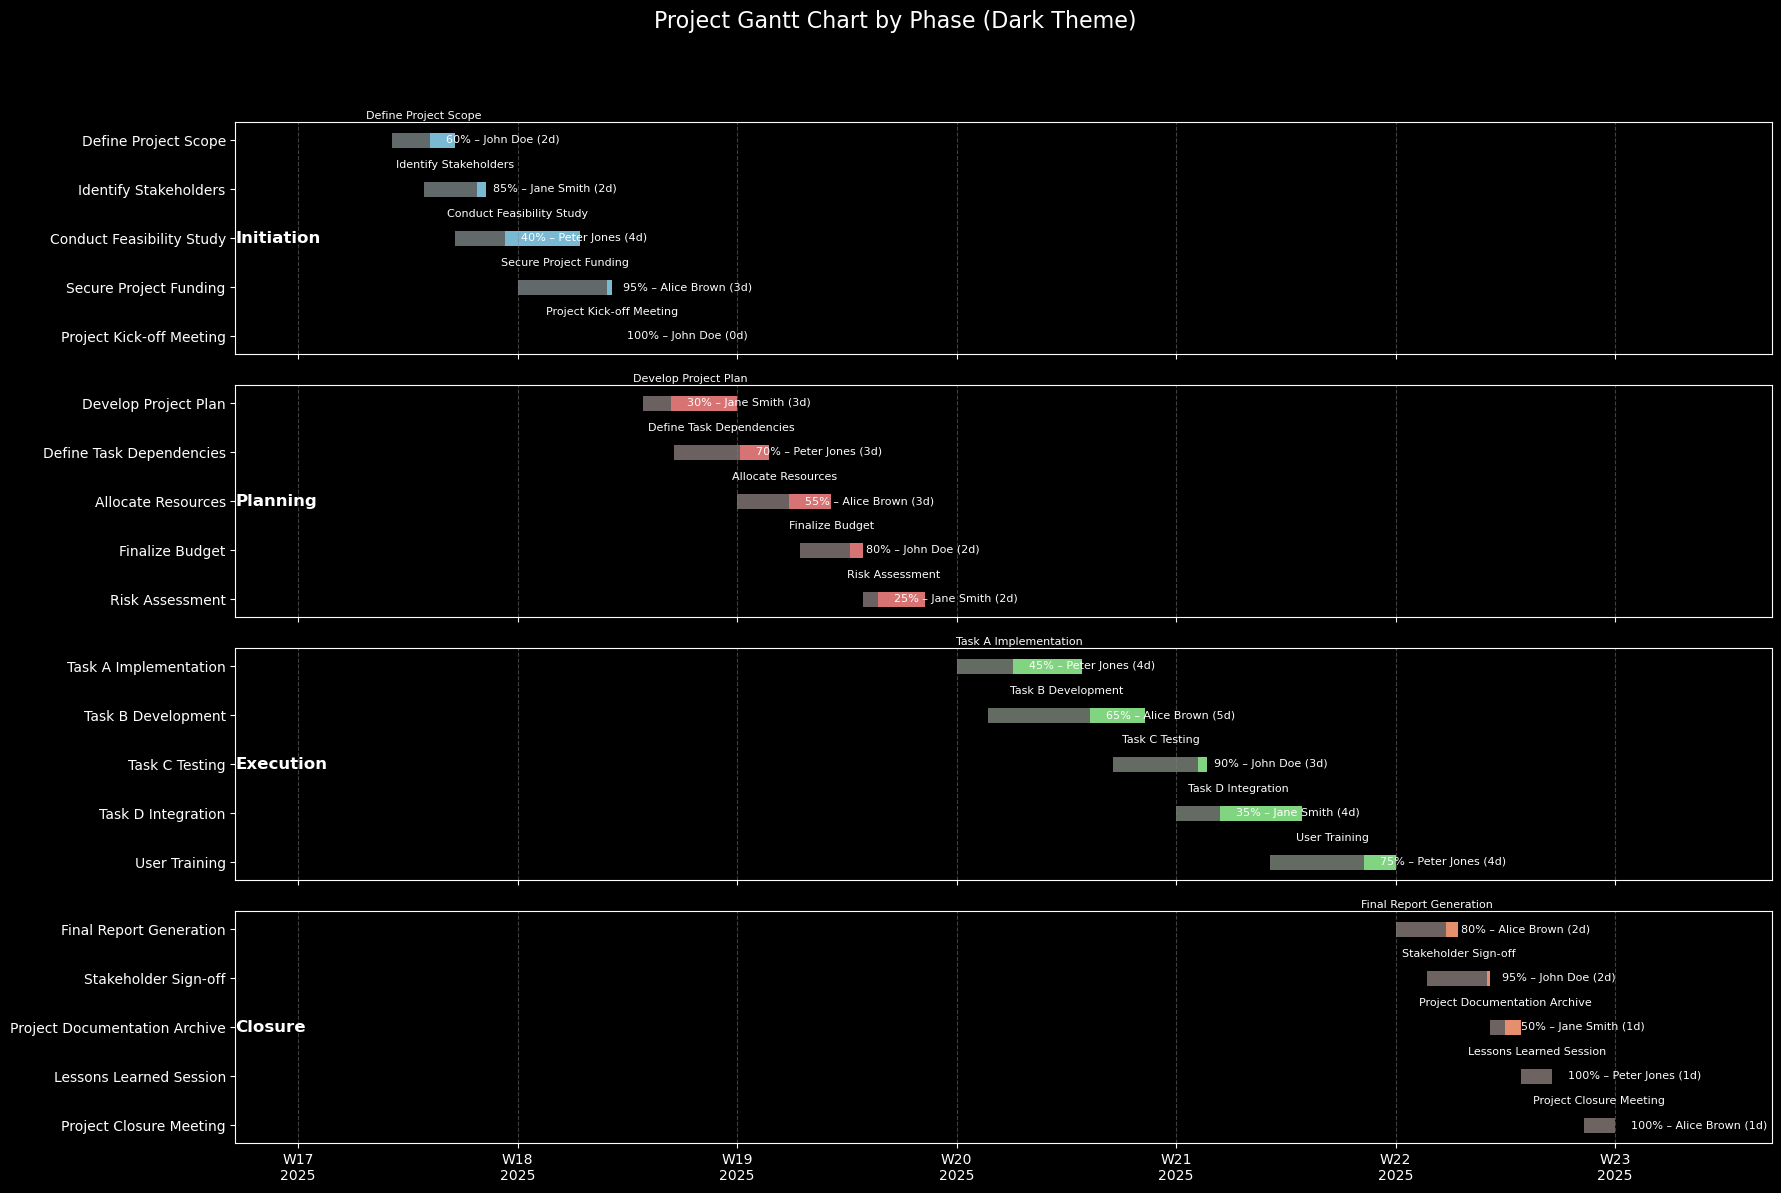 Project Gantt Chart by Phase (Dark Theme)
Define Project Scope
Define Project Scope
60% – John Doe (2d)
Identify Stakeholders
Identify Stakeholders
85% – Jane Smith (2d)
Conduct Feasibility Study
Conduct Feasibility Study
Initiation
40% – Peter Jones (4d)
Secure Project Funding
Secure Project Funding
95% – Alice Brown (3d)
Project Kick-off Meeting
Project Kick-off Meeting
100% – John Doe (0d)
Develop Project Plan
Develop Project Plan
30% – Jane Smith (3d)
Define Task Dependencies
Define Task Dependencies
70% – Peter Jones (3d)
Allocate Resources
Allocate Resources
Planning
55% – Alice Brown (3d)
Finalize Budget
Finalize Budget
80% – John Doe (2d)
Risk Assessment
Risk Assessment
25% – Jane Smith (2d)
Task A Implementation
Task A Implementation
45% – Peter Jones (4d)
Task B Development
Task B Development
65% – Alice Brown (5d)
Task C Testing
Task C Testing
Execution
90% – John Doe (3d)
Task D Integration
Task D Integration
35% – Jane Smith (4d)
User Training
User Training
75% – Peter Jones (4d)
Final Report Generation
Final Report Generation
80% – Alice Brown (2d)
Stakeholder Sign-off
Stakeholder Sign-off
95% – John Doe (2d)
Project Documentation Archive
Project Documentation Archive
Closure
50% – Jane Smith (1d)
Lessons Learned Session
Lessons Learned Session
100% – Peter Jones (1d)
Project Closure Meeting
Project Closure Meeting
100% – Alice Brown (1d)
W17
2025
W18
2025
W19
2025
W20
2025
W21
2025
W22
2025
W23
2025